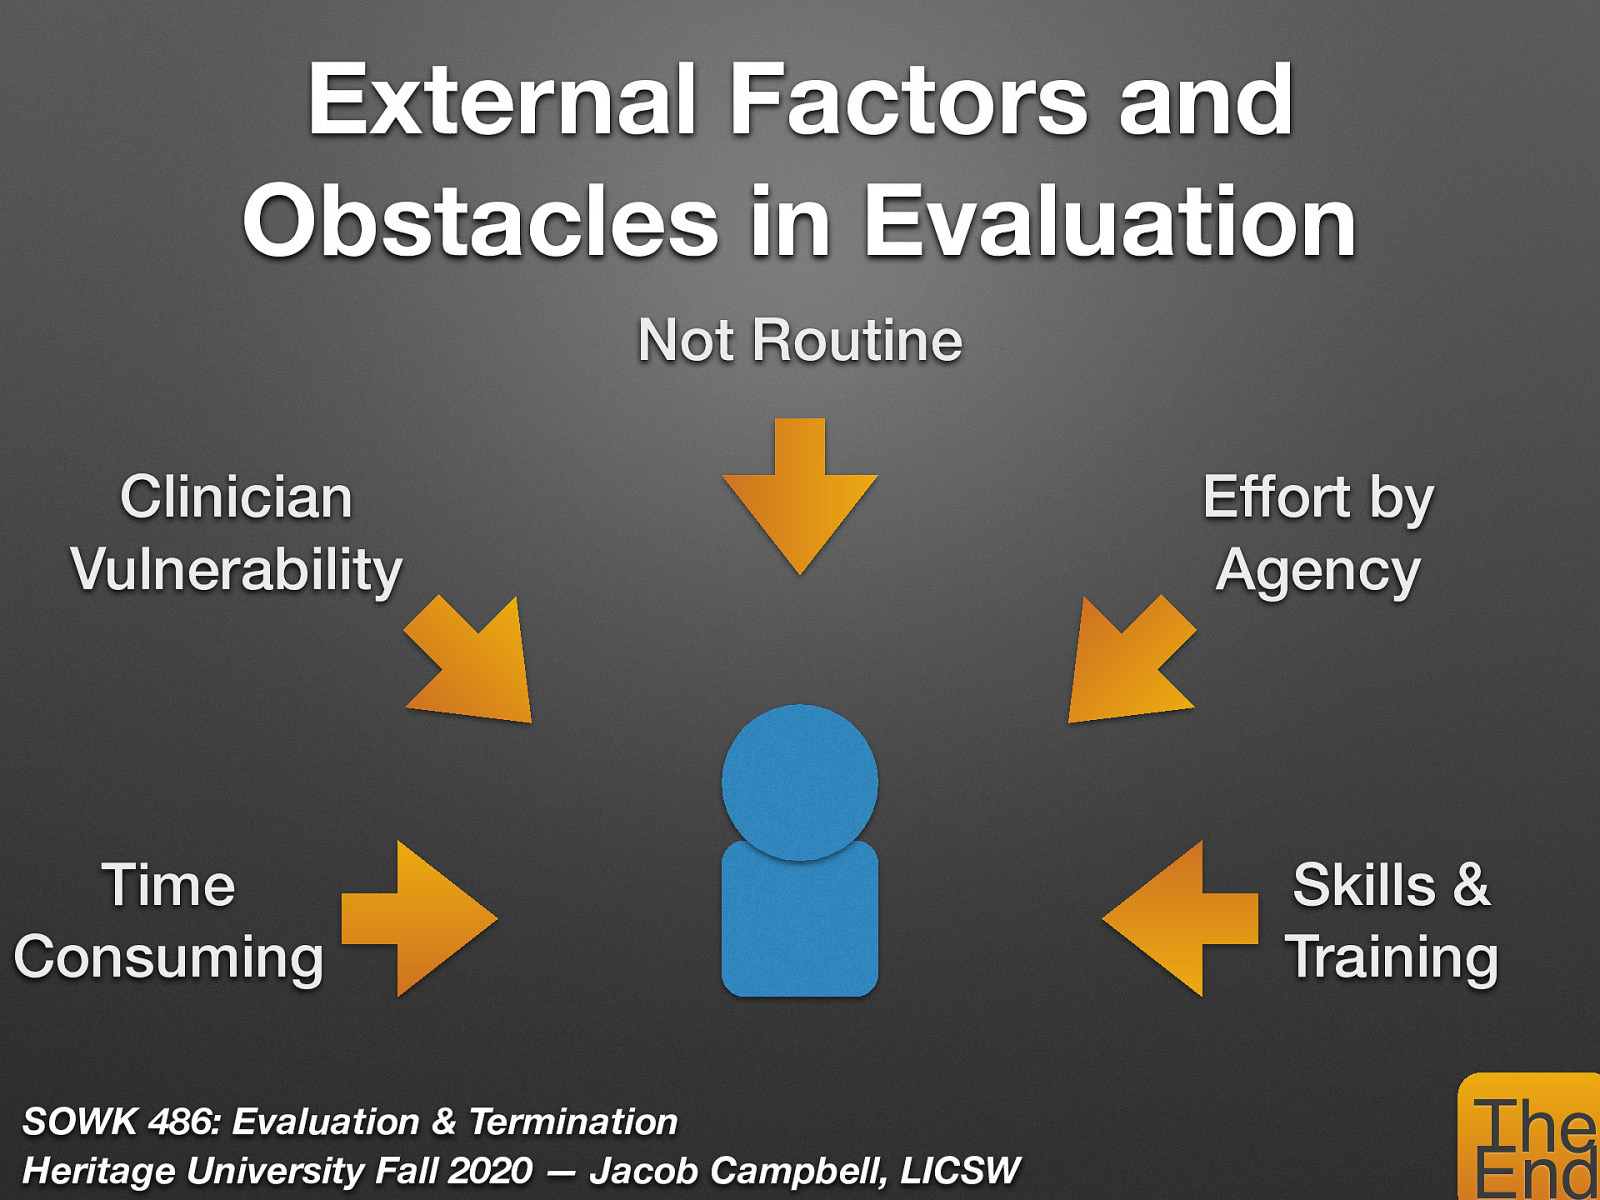 External Factors and
Obstacles in Evaluation
Not Routine
Clinician
Vulnerability
Effort by
Agency
Time
Consuming
Skills &
Training
SOWK 486: Evaluation & Termination
Heritage University Fall 2020 — Jacob Campbell, LICSW
The
End